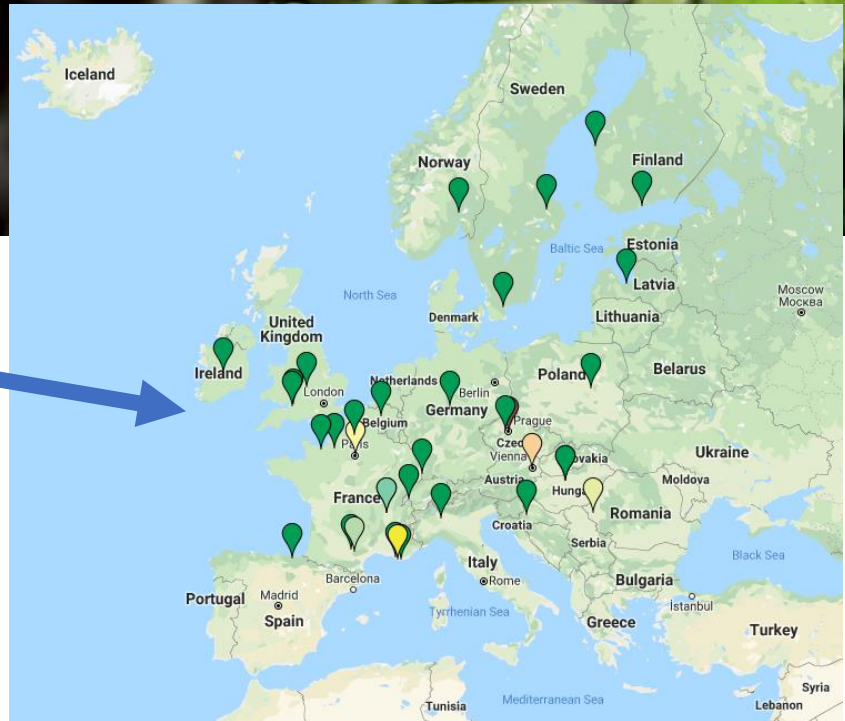 Iceland
Sweden
Norway
Finland
Baltic Sea
Estonia
Latvia
Moscow
Москва
North Sea
Denmark
Lithuania
United
Kingdom
Ireland
London
Netherlands
Berlin
Poland
Belarus
Belgium
Germany
Prague
Paris
Vienna
Ukraine
Austria
Moldova
France
Croatia
Romania
Serbia
Black Sea
Italy
Rome
Bulgaria
Barcelona
Portugal
Madrid
Spain
İstanbul
Tyrrhenian Sea
Greece
Turkey
Syria
Tunisia
Mediterranean Sea
Lebanon